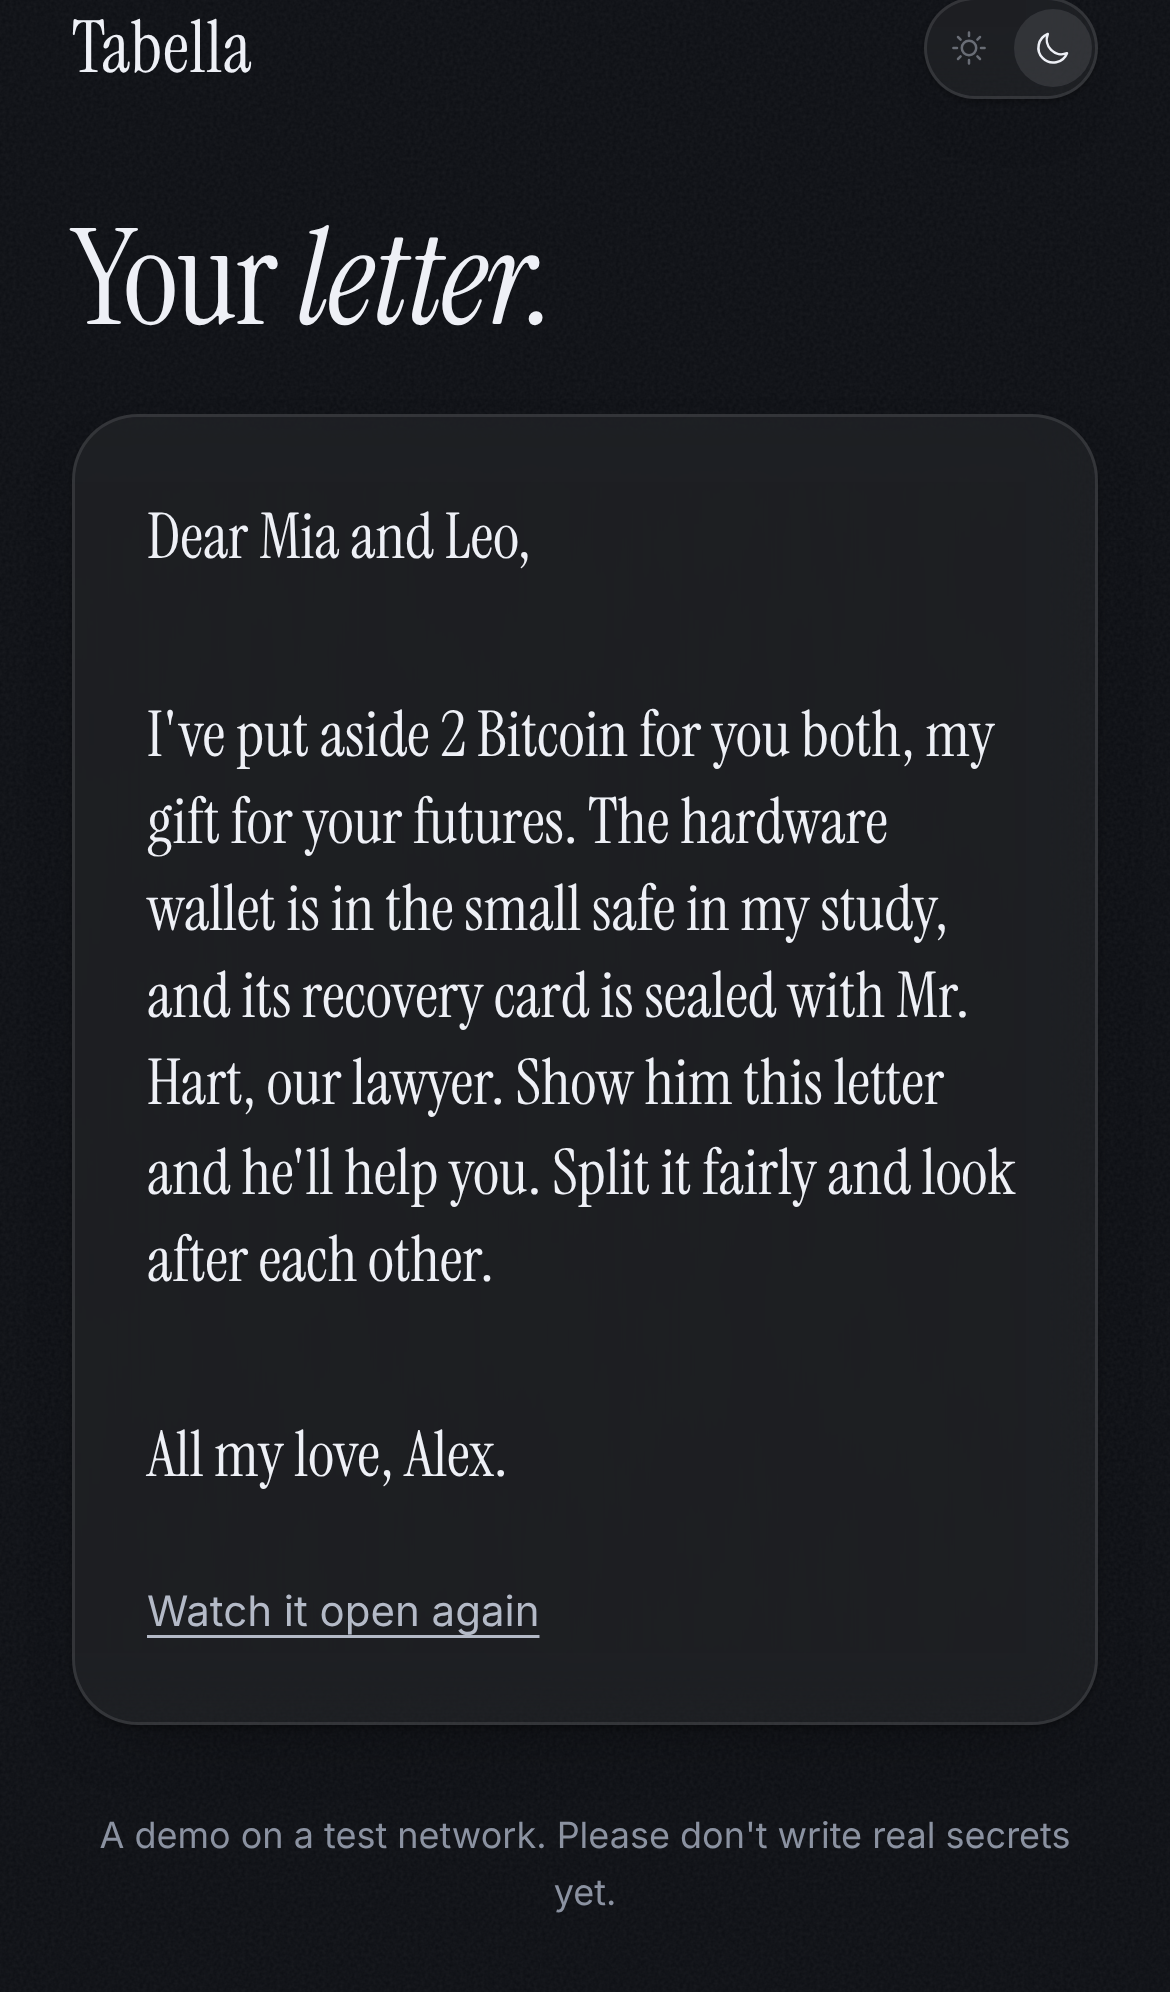 Tabella
Your letter.
Dear Mia and Leo,
I've put aside 2 Bitcoin for you both, my
gift for your futures. The hardware
wallet is in the small safe in my study,
and its recovery card is sealed with Mr.
Hart, our lawyer. Show him this letter
and he'll help you. Split it fairly and look
after each other.
All my love, Alex.
Watch it open again
A demo on a test network. Please don't write real secrets
yet.